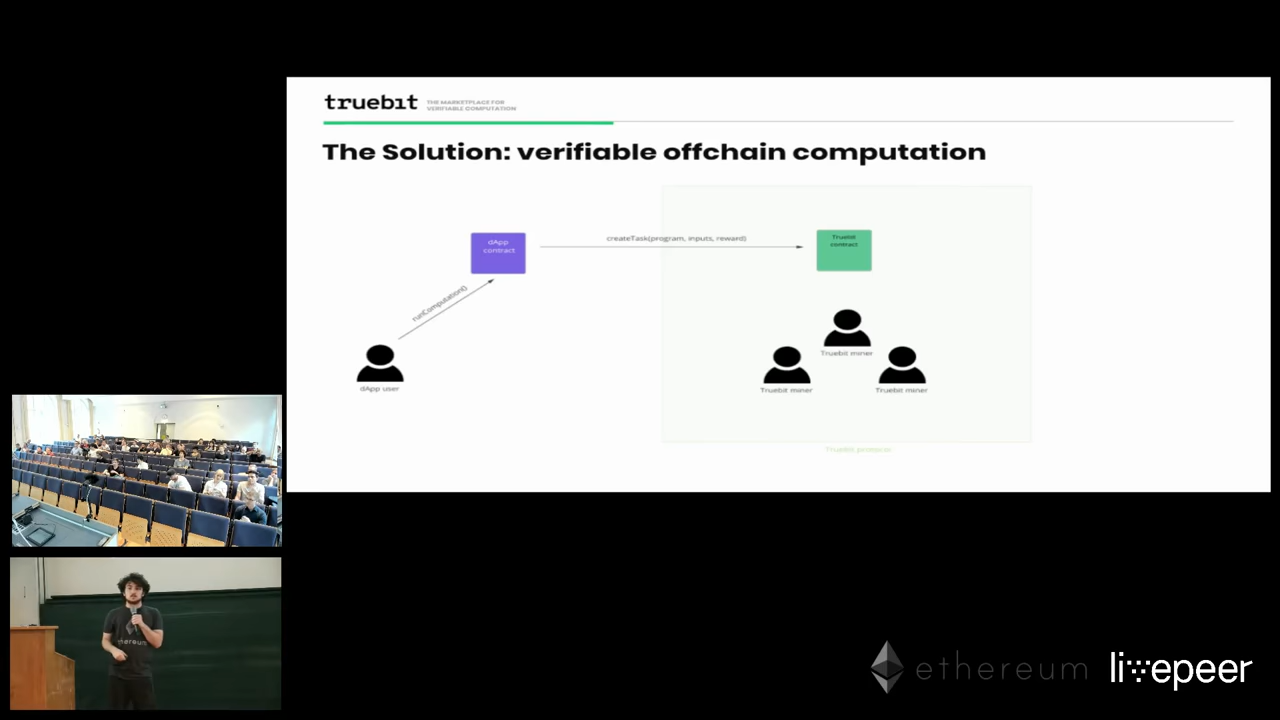 truebit
THE MARKETPLACE FOR
VERIFIABLE COMPUTATION
The Solution: verifiable offchain computation
dApp
contract
createTask(program, inputs, reward)
Truebit
contract
runComputation()
dApp user
Truebit miner
Truebit miner
Truebit miner
Truebit protocol
ethereum
ethereum
livepeer